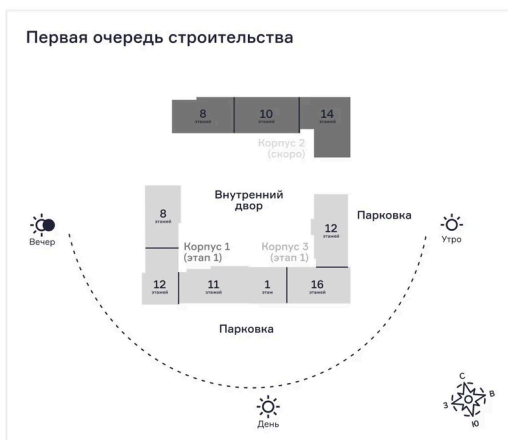 Первая очередь строительства
8
этажей
10
этажей
14
этажей
Корпус 2
(скоро)
Внутренний
двор
8
этажей
12
этажей
Парковка
Вечер
Утро
Корпус 1
(этап 1)
Корпус 3
(этап 1)
12
этажей
11
этажей
1
этаж
16
этажей
Парковка
День
С
В
З
Ю